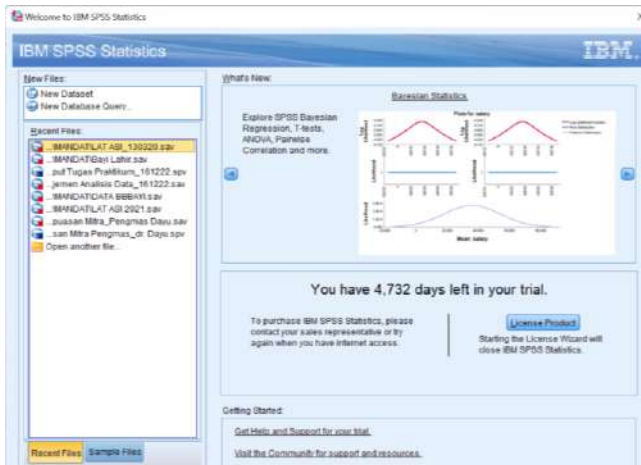 Welcome to IBM SPSS Statistics
IBM SPSS Statistics
IBM.
New Files:
New Dataset
New Database Query...
Recent Files:
...\MANDAT\LAT ASI_130320.sav
...\MANDAT\Bayi Lahir.sav
...put Tugas Praktikum_161222.spv
...jemen Analisis Data_161222.sav
...\MANDAT\DATA BBBAYI.sav
...\MANDAT\LAT ASI 2021.sav
...puasan Mitra_Pengmas Dayu.sav
...san Mitra Pengmas_dr. Dayu.spv
Open another file...
Recent Files
Sample Files
What's New:
Bayesian Statistics
Explore SPSS Bayesian
Regression, T-tests,
ANOVA, Pairwise
Correlation and more.
Likelihood
Mean: salary
You have 4,732 days left in your trial.
To purchase IBM SPSS Statistics, please
contact your sales representative or try
again when you have internet access.
License Product
Starting the License Wizard will
close IBM SPSS Statistics.
Getting Started:
Get Help and Support for your trial.
Visit the Community for support and resources.